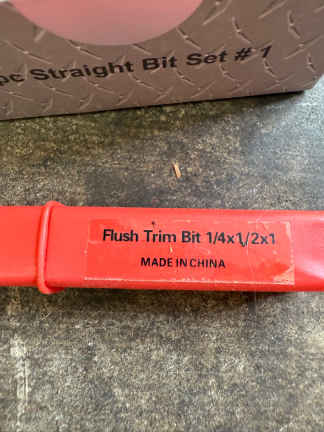 pc Straight Bit Set # 1
Flush Trim Bit 1/4x1/2x1
MADE IN CHINA